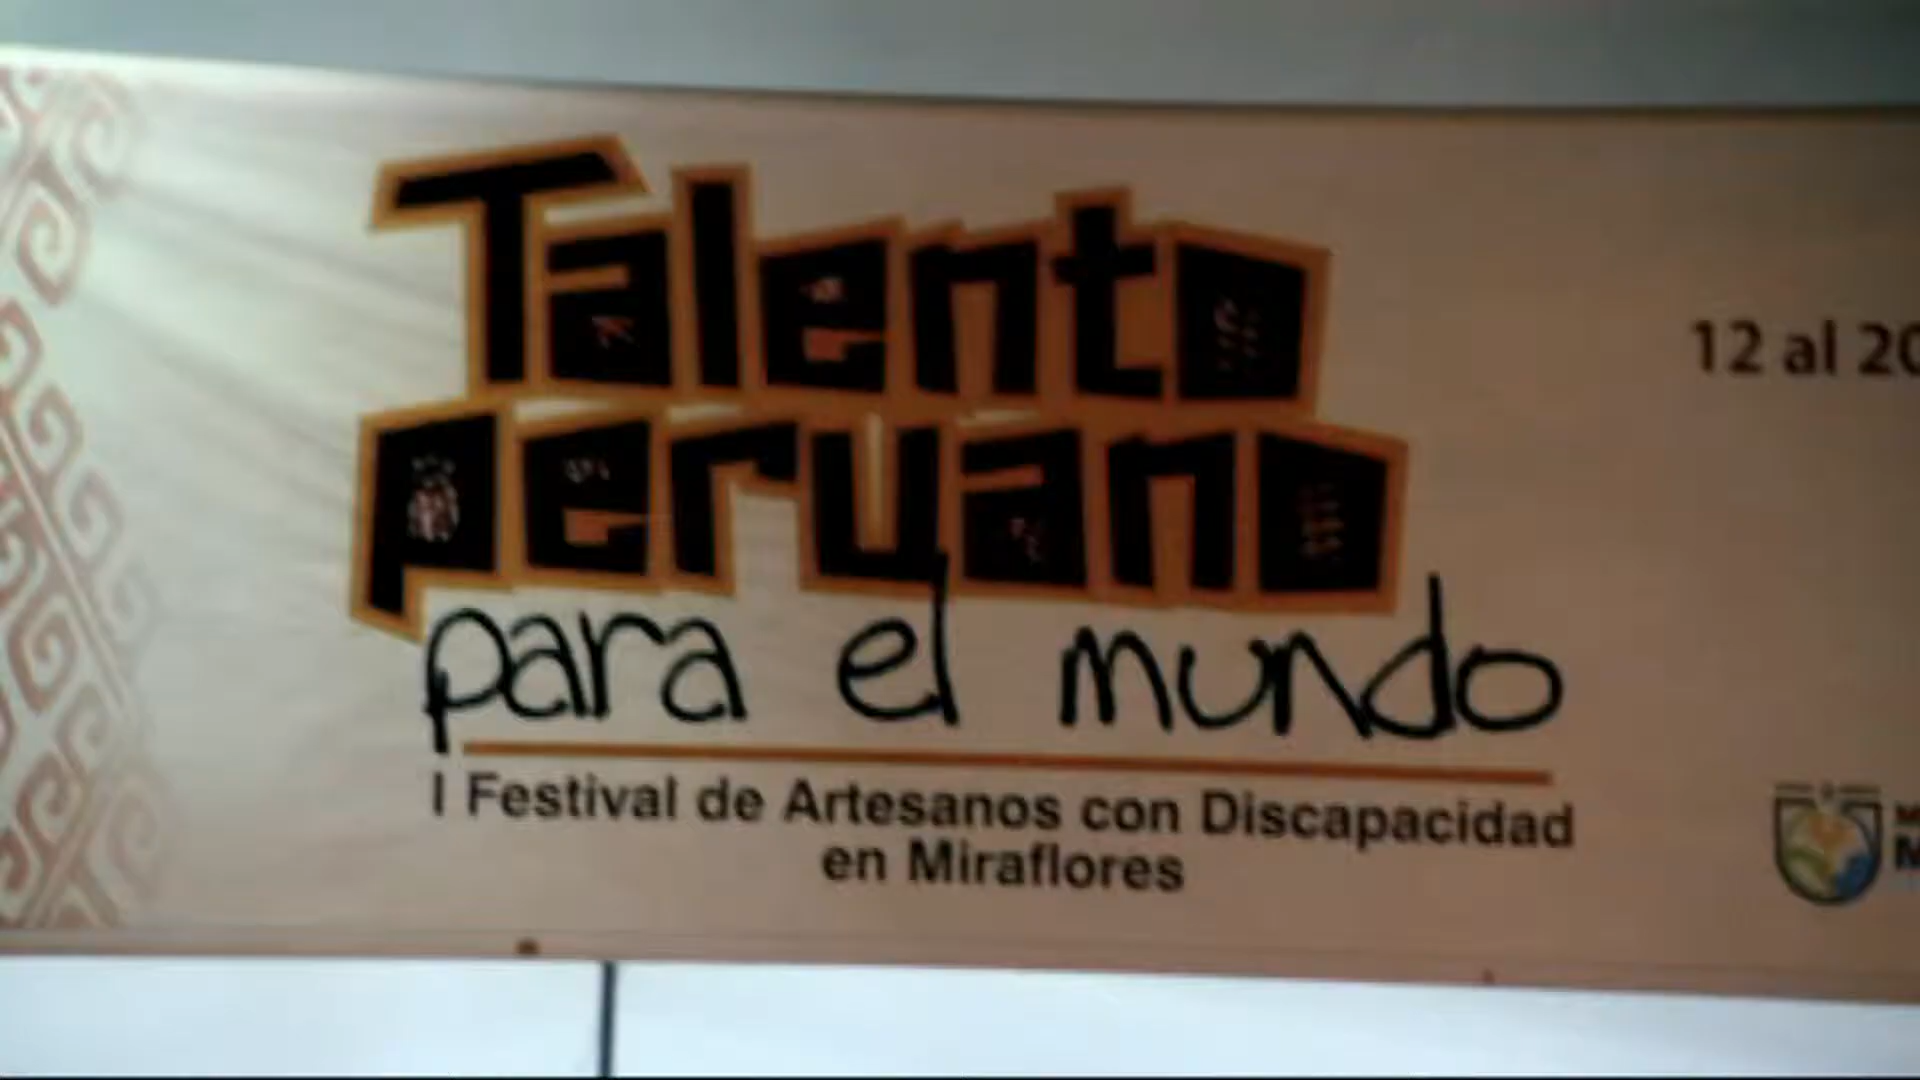 Talento
peruano
para el mundo
I Festival de Artesanos con Discapacidad
en Miraflores
12 al 20